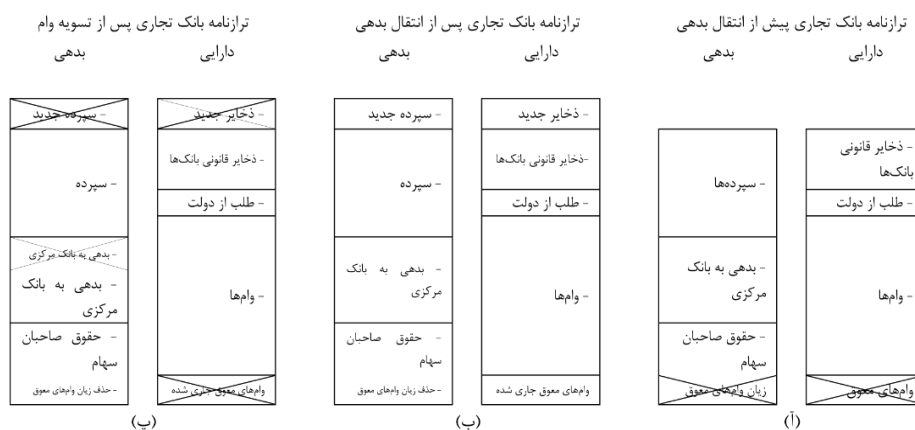 ترازنامه بانک تجاری پیش از انتقال بدهی
دارایی
بدهی
- ذخایر قانونی
بانک‌ها
- طلب از دولت
- وام‌ها
وام‌های معوق
- سپرده‌ها
- بدهی به بانک
مرکزی
- حقوق صاحبان
سهام
زیان وام‌های معوق
(آ)
ترازنامه بانک تجاری پس از انتقال بدهی
دارایی
بدهی
- ذخایر جدید
-ذخایر قانونی بانک‌ها
- طلب از دولت
- وام‌ها
وام‌های معوق جاری شده
- سپرده جدید
- سپرده
- بدهی به بانک
مرکزی
- حقوق صاحبان
سهام
- حذف زیان وام‌های معوق
(ب)
ترازنامه بانک تجاری پس از تسویه وام
دارایی
بدهی
- ذخایر جدید
- ذخایر قانونی بانک‌ها
- طلب از دولت
- وام‌ها
وام‌های معوق جاری شده
- سپرده جدید
- سپرده
- بدهی به بانک مرکزی
- بدهی به بانک
مرکزی
- حقوق صاحبان
سهام
- حذف زیان وام‌های معوق
(پ)